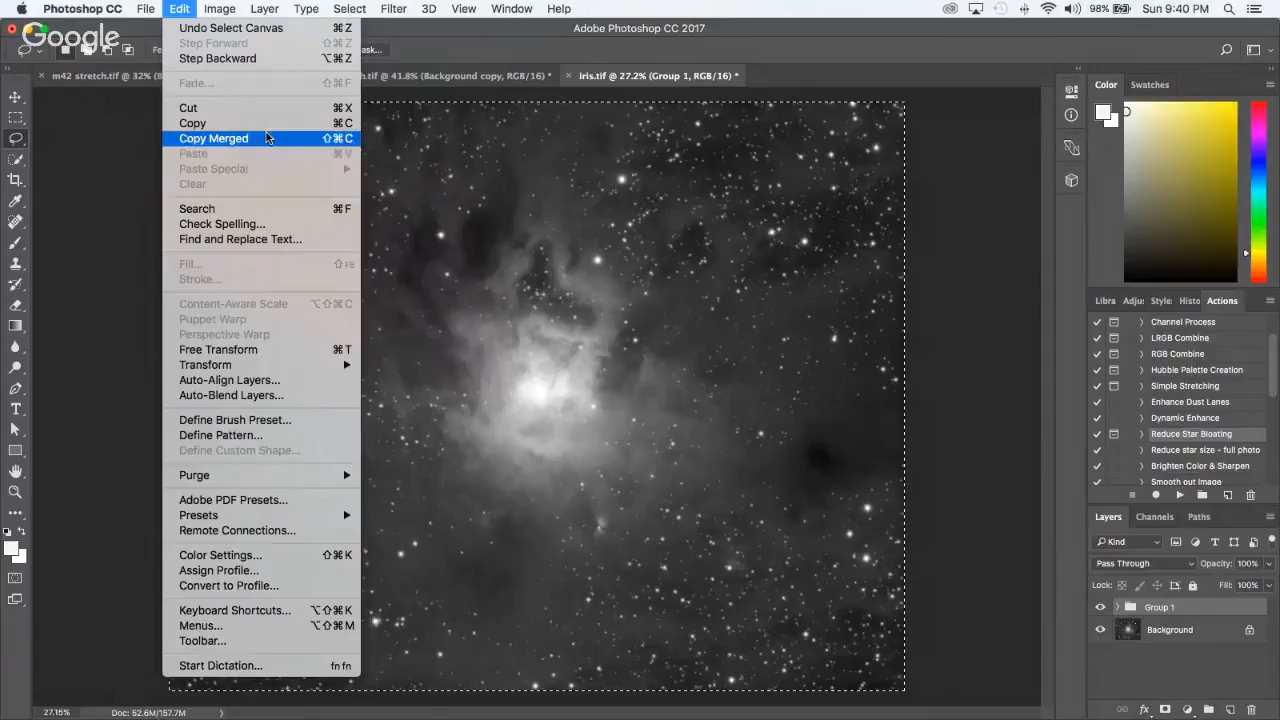 Photoshop CC File Edit Image Layer Type Select Filter 3D View Window Help 98% Sun 9:40 PM
Google
Adobe Photoshop CC 2017
m42 stretch.tif @ 32%
.tif @ 41.8% (Background copy, RGB/16) *
× iris.tif @ 27.2% (Group 1, RGB/16) *
Undo Select Canvas ⌘Z
Step Forward ⇧⌘Z
Step Backward ⌥⌘Z
Fade... ⇧⌘F
Cut ⌘X
Copy ⌘C
Copy Merged ⇧⌘C
Paste ⌘V
Paste Special
Clear
Search ⌘F
Check Spelling...
Find and Replace Text...
Fill... ⇧F5
Stroke...
Content-Aware Scale ⌥⇧⌘C
Puppet Warp
Perspective Warp
Free Transform ⌘T
Transform
Auto-Align Layers...
Auto-Blend Layers...
Define Brush Preset...
Define Pattern...
Define Custom Shape...
Purge
Adobe PDF Presets...
Presets
Remote Connections...
Color Settings... ⇧⌘K
Assign Profile...
Convert to Profile...
Keyboard Shortcuts... ⌥⇧⌘K
Menus... ⌥⇧⌘M
Toolbar...
Start Dictation... fn fn
27.15% Doc: 52.6M/157.7M
Color Swatches
Libra Adju Style Histo Actions
Channel Process
LRGB Combine
RGB Combine
Hubble Palette Creation
Simple Stretching
Enhance Dust Lanes
Dynamic Enhance
Reduce Star Bloating
Reduce star size - full photo
Brighten Color & Sharpen
Smooth out Image
Layers Channels Paths
Kind
Pass Through Opacity: 100%
Lock: Fill: 100%
Group 1
Background